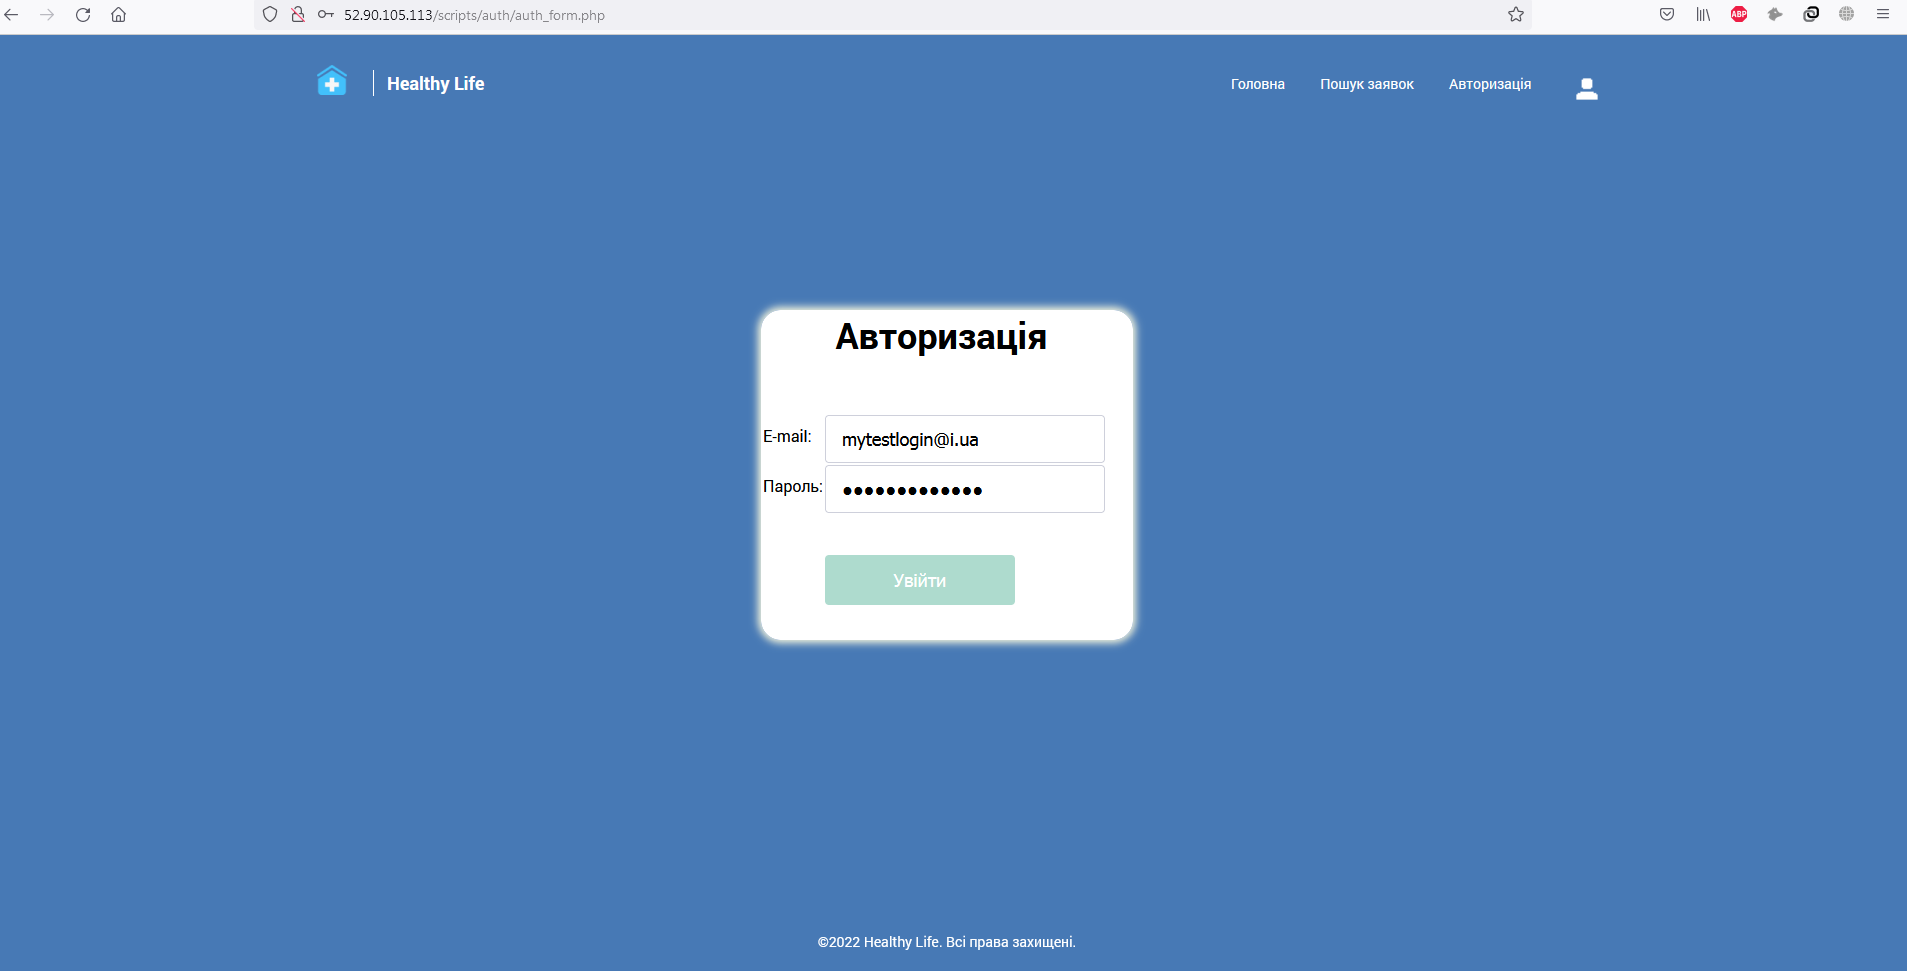 52.90.105.113/scripts/auth/auth_form.php
ABP
Healthy Life
Головна
Пошук заявок
Авторизація
Авторизація
E-mail:
mytestlogin@i.ua
Пароль:
●●●●●●●●●●●●●
Увійти
©2022 Healthy Life. Всі права захищені.